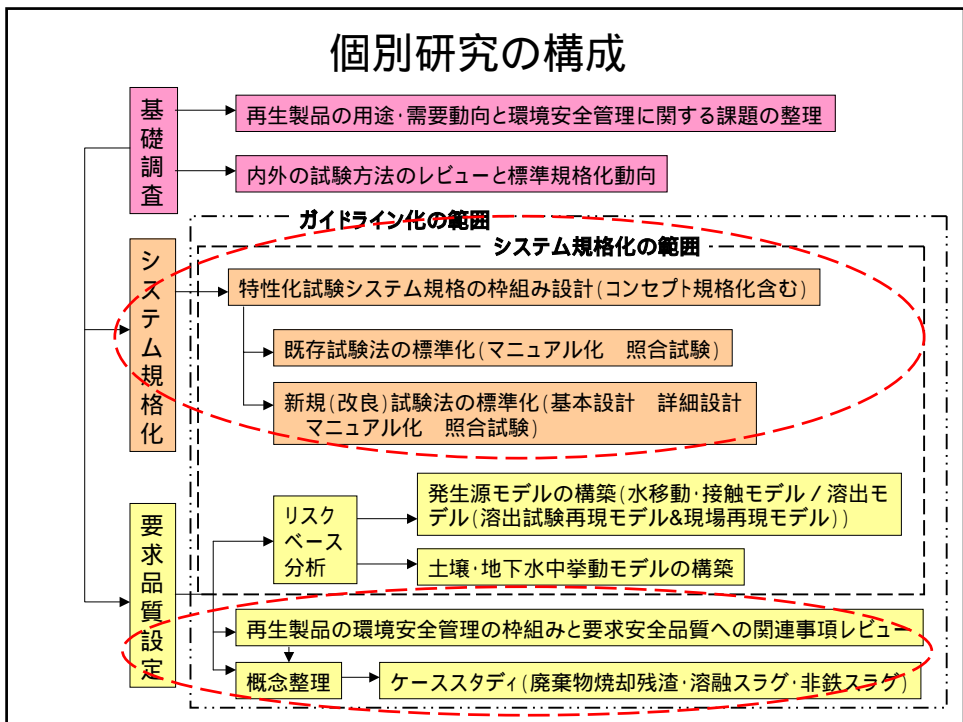 個別研究の構成
基礎調査
再生製品の用途･需要動向と環境安全管理に関する課題の整理
内外の試験方法のレビューと標準規格化動向
ガイドライン化の範囲
システム規格化の範囲
システム規格化
特性化試験システム規格の枠組み設計(コンセプト規格化含む)
既存試験法の標準化(マニュアル化　照合試験)
新規(改良)試験法の標準化(基本設計　詳細設計
マニュアル化　照合試験)
要求品質設定
リスク
ベース
分析
発生源モデルの構築(水移動･接触モデル / 溶出モ
デル(溶出試験再現モデル&現場再現モデル))
土壌･地下水中挙動モデルの構築
再生製品の環境安全管理の枠組みと要求安全品質への関連事項レビュー
概念整理
ケーススタディ(廃棄物焼却残渣･溶融スラグ･非鉄スラグ)